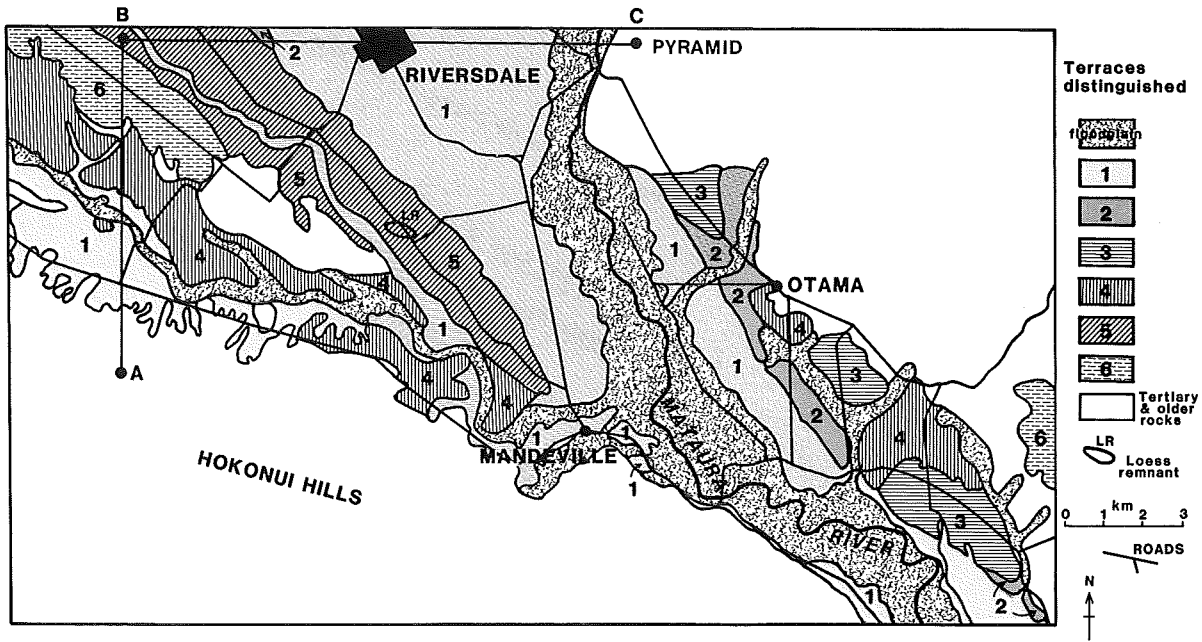 B
C
PYRAMID
RIVERSDALE
2
1
6
5
LR
5
1
4
4
1
4
4
A
HOKONUI HILLS
MANDEVILLE
1
1
1
MATAURA
RIVER
3
1
2
2
OTAMA
4
3
1
2
4
6
3
1
2
Terraces
distinguished
floodplain
1
2
3
4
5
6
Tertiary
& older
rocks
LR
Loess
remnant
0 1 km 2 3
ROADS
N